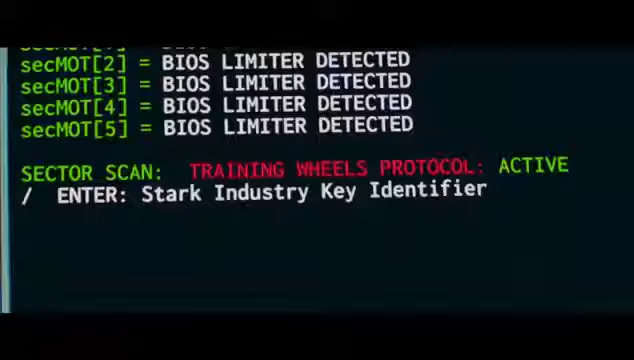 secMOT[2] = BIOS LIMITER DETECTED
secMOT[3] = BIOS LIMITER DETECTED
secMOT[4] = BIOS LIMITER DETECTED
secMOT[5] = BIOS LIMITER DETECTED
SECTOR SCAN: TRAINING WHEELS PROTOCOL: ACTIVE
/ ENTER: Stark Industry Key Identifier